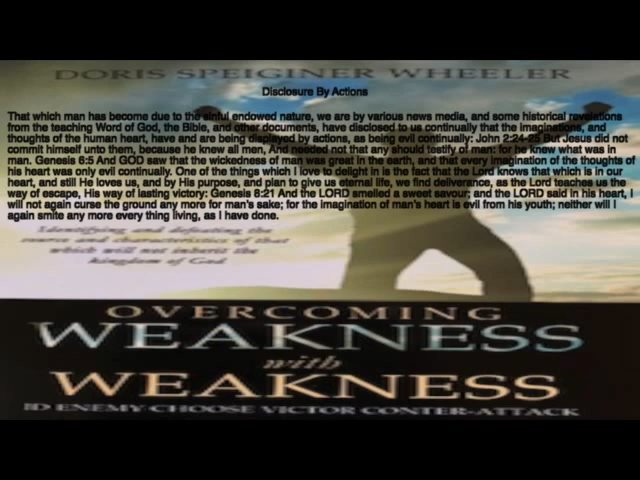 DORIS SPEIGINER WHEELER
Disclosure By Actions
That which man has become due to the sinful endowed nature, we are by various news media, and some historical revelations
from the teaching Word of God, the Bible, and other documents, have disclosed to us continually that the imaginations, and
thoughts of the human heart, have and are being displayed by actions, as being evil continually: John 2:24-25 But Jesus did not
commit himself unto them, because he knew all men, And needed not that any should testify of man: for he knew what was in
man. Genesis 6:5 And GOD saw that the wickedness of man was great in the earth, and that every imagination of the thoughts of
his heart was only evil continually. One of the things which I love to delight in is the fact that the Lord knows that which is in our
heart, and still He loves us, and by His purpose, and plan to give us eternal life, we find deliverance, as the Lord teaches us the
way of escape, His way of lasting victory: Genesis 8:21 And the LORD smelled a sweet savour; and the LORD said in his heart, I
will not again curse the ground any more for man's sake; for the imagination of man's heart is evil from his youth; neither will I
again smite any more every thing living, as I have done.
Identifying and defeating the
source and characteristics of that
which will not inherit the
kingdom of God
OVERCOMING
WEAKNESS
with
WEAKNESS
ID ENEMY-CHOOSE VICTOR CONTER-ATTACK